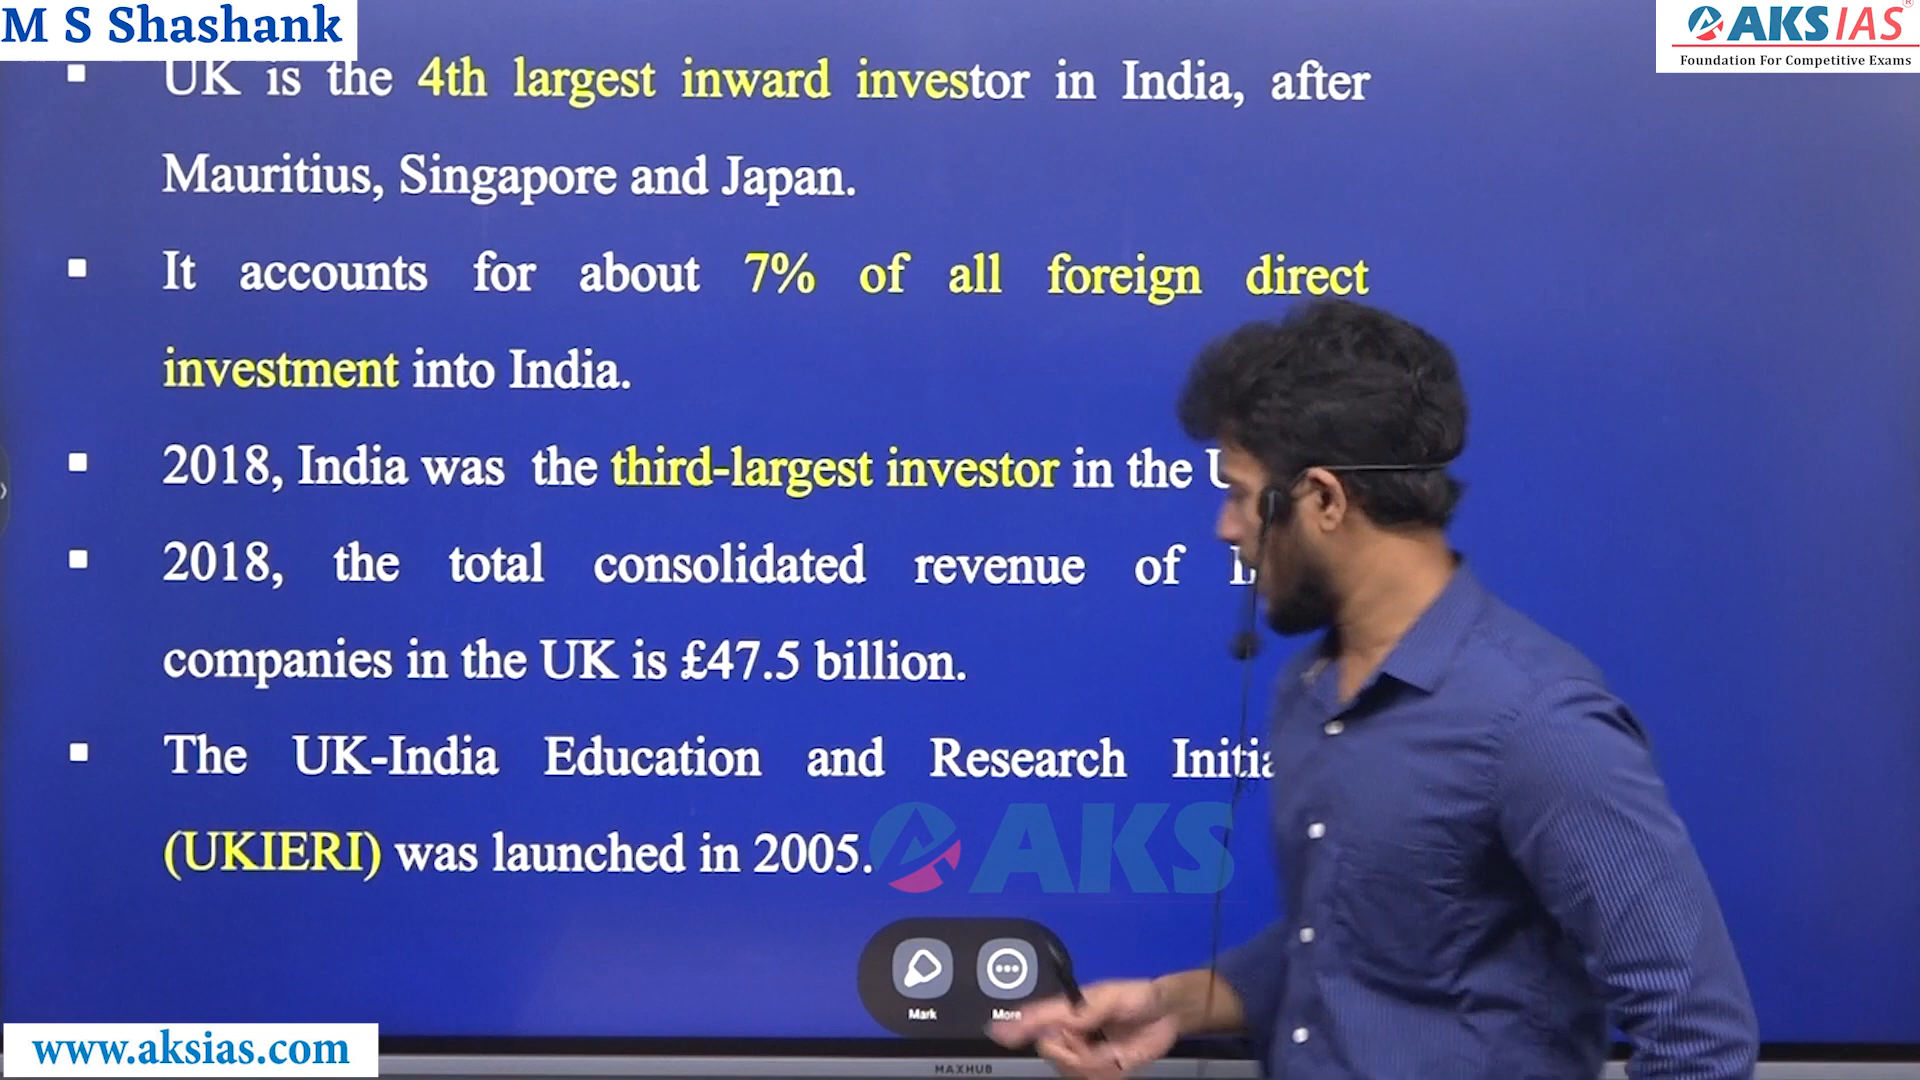 M S Shashank
AKS IAS ®
Foundation For Competitive Exams
▪ UK is the 4th largest inward investor in India, after
Mauritius, Singapore and Japan.
▪ It accounts for about 7% of all foreign direct
investment into India.
▪ 2018, India was the third-largest investor in the
▪ 2018, the total consolidated revenue of
companies in the UK is £47.5 billion.
▪ The UK-India Education and Research
(UKIERI) was launched in 2005.
AKS
Mark More
www.aksias.com
MAXHUB